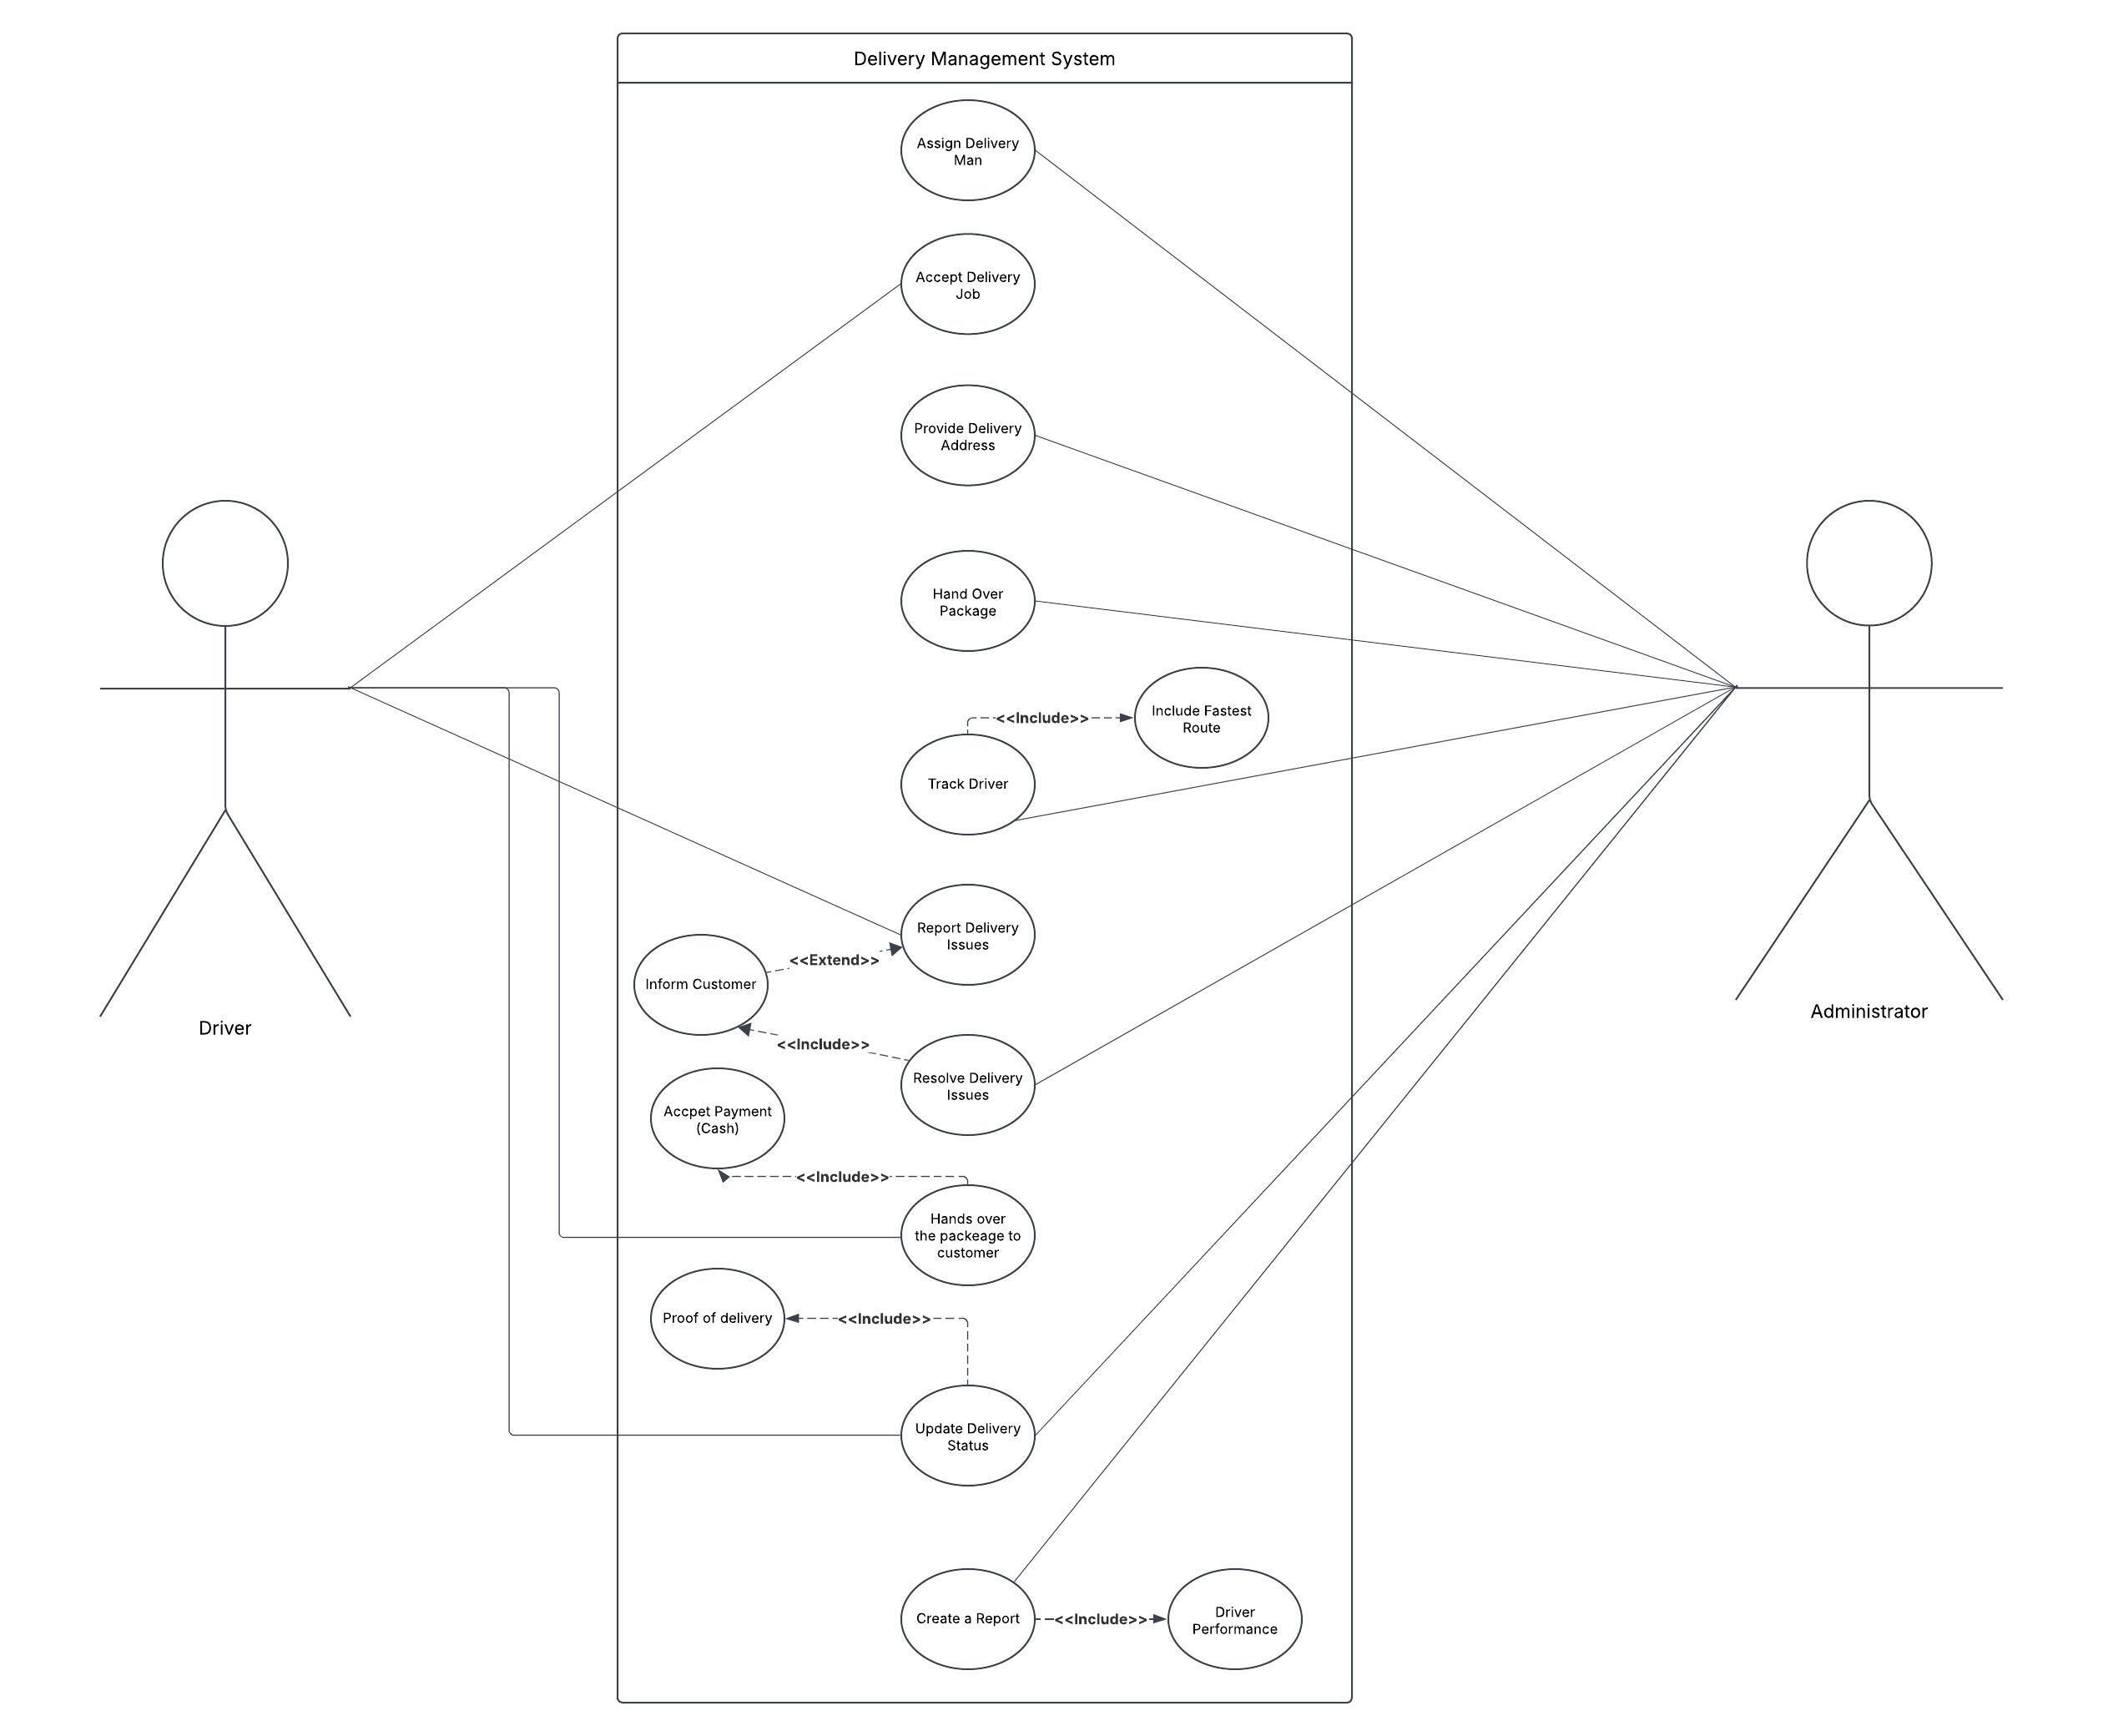 Delivery Management System
Assign Delivery
Man
Accept Delivery
Job
Provide Delivery
Address
Hand Over
Package
<<Include>>
Include Fastest
Route
Track Driver
Report Delivery
Issues
<<Extend>>
Inform Customer
Driver
Administrator
<<Include>>
Resolve Delivery
Issues
Accpet Payment
(Cash)
<<Include>>
Hands over
the packeage to
customer
Proof of delivery
<<Include>>
Update Delivery
Status
Create a Report
<<Include>>
Driver
Performance